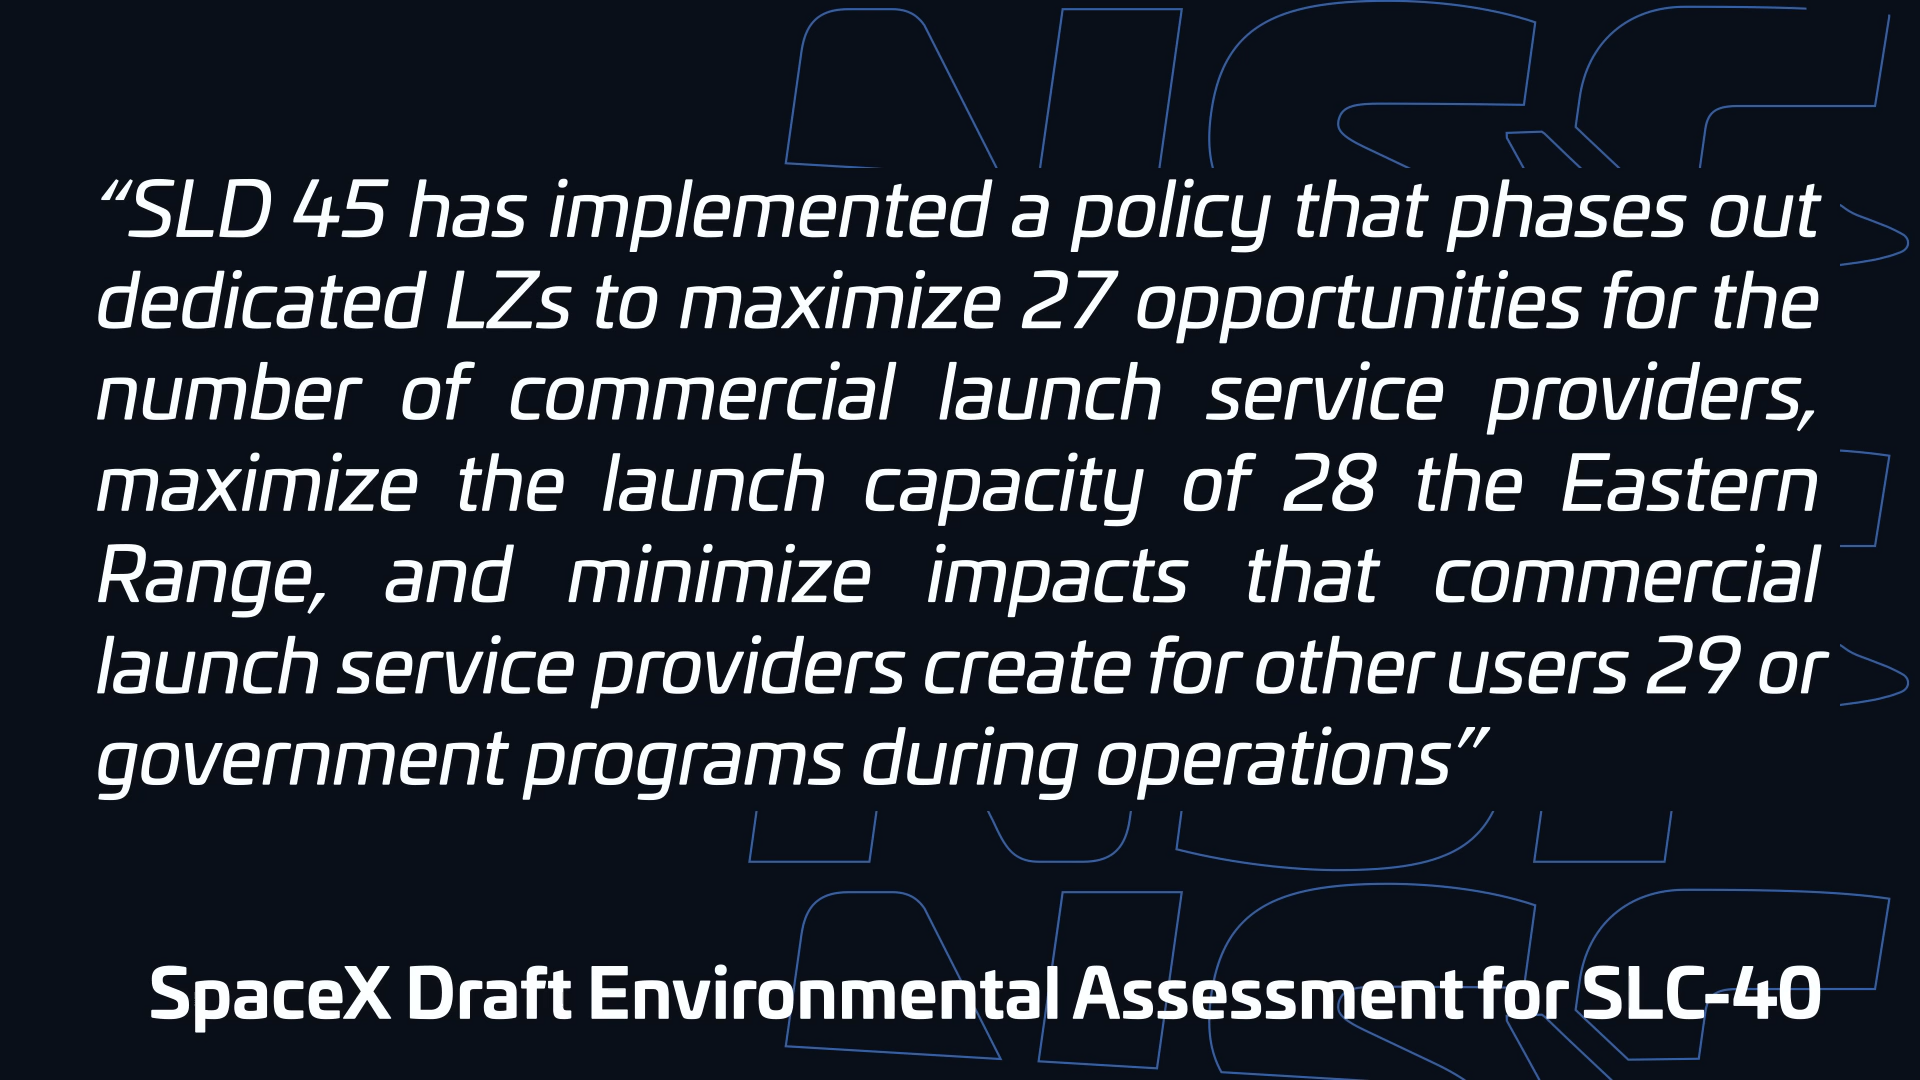 “SLD 45 has implemented a policy that phases out
dedicated LZs to maximize 27 opportunities for the
number of commercial launch service providers,
maximize the launch capacity of 28 the Eastern
Range, and minimize impacts that commercial
launch service providers create for other users 29 or
government programs during operations”
SpaceX Draft Environmental Assessment for SLC-40